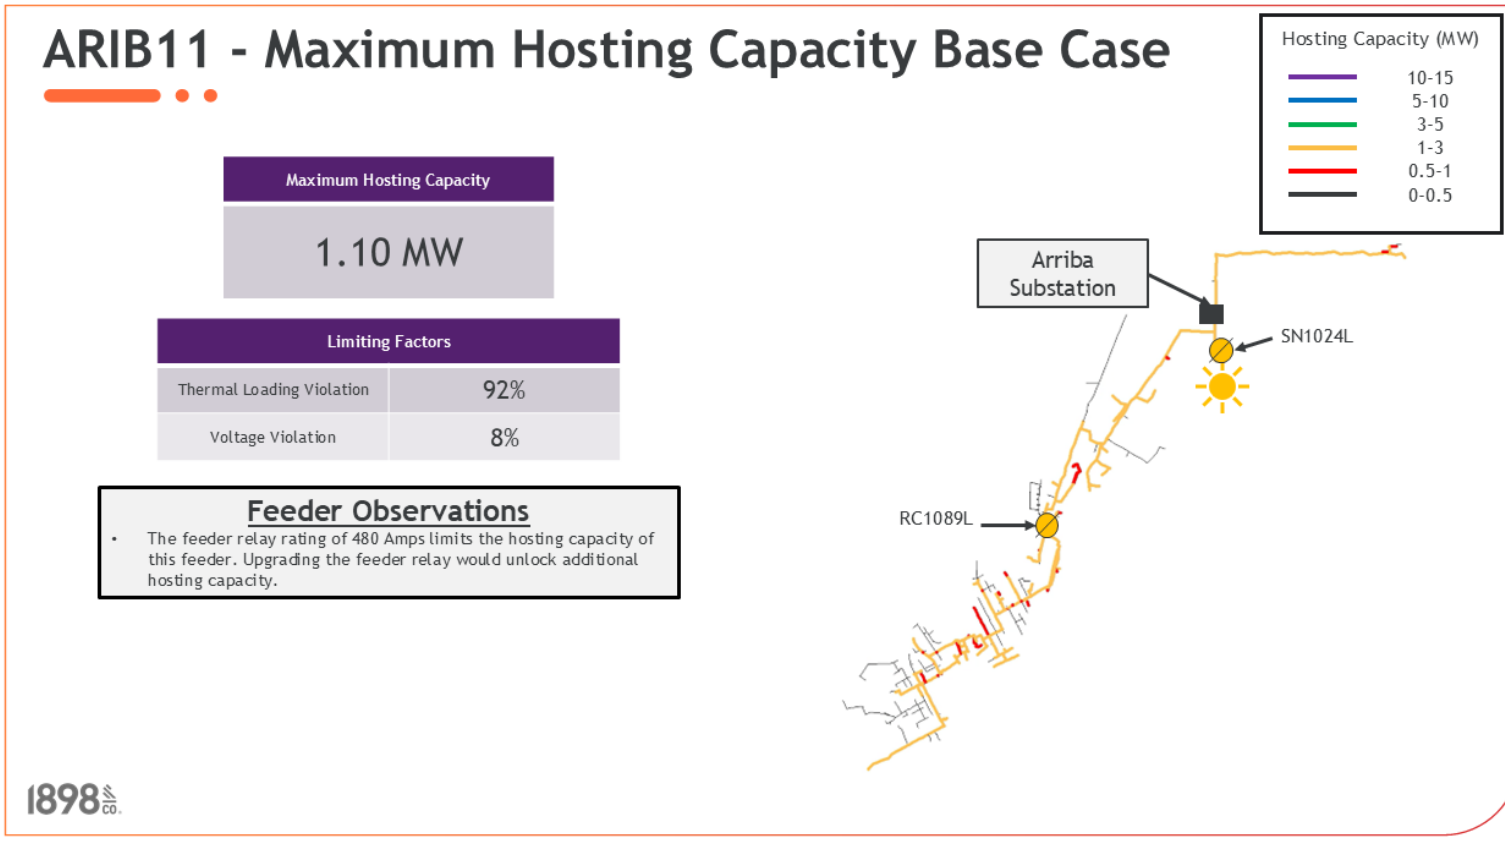 ARIB11 - Maximum Hosting Capacity Base Case
Hosting Capacity (MW)
10-15
5-10
3-5
1-3
0.5-1
0-0.5
Maximum Hosting Capacity
1.10 MW
Limiting Factors
Thermal Loading Violation 92%
Voltage Violation 8%
Feeder Observations
• The feeder relay rating of 480 Amps limits the hosting capacity of
this feeder. Upgrading the feeder relay would unlock additional
hosting capacity.
Arriba
Substation
SN1024L
RC1089L
1898 & CO.